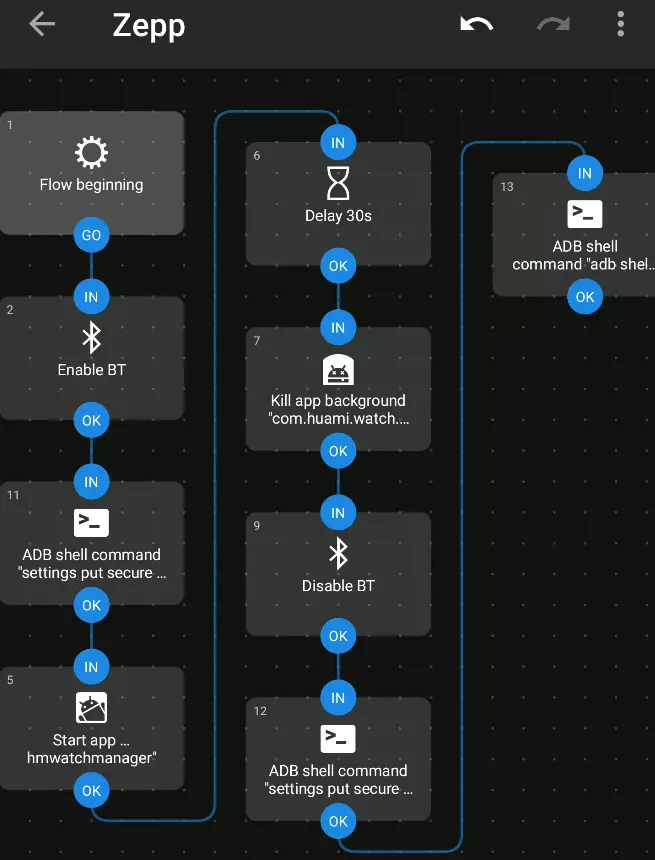 Zepp
1
Flow beginning
GO
IN
2
Enable BT
OK
IN
11
ADB shell command
"settings put secure ...
OK
IN
5
Start app ...
hmwatchmanager"
OK
IN
6
Delay 30s
OK
IN
7
Kill app background
"com.huami.watch....
OK
IN
9
Disable BT
OK
IN
12
ADB shell command
"settings put secure ...
OK
IN
13
ADB shell
command "adb shel...
OK